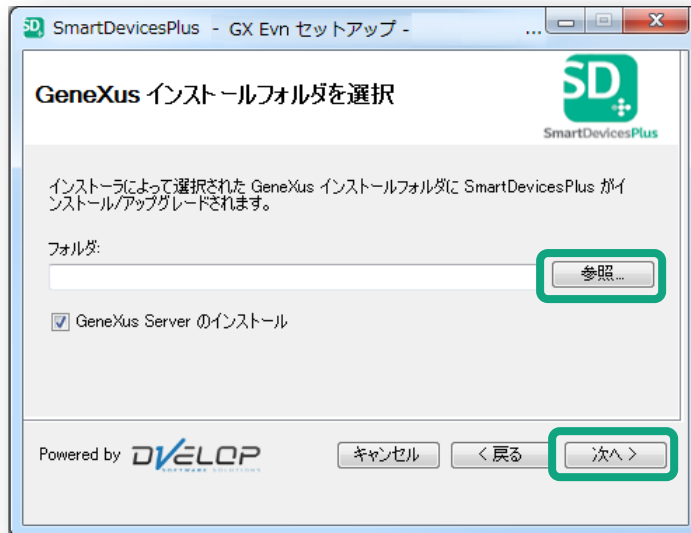 SmartDevicesPlus - GX Evn セットアップ - ...
GeneXus インストールフォルダを選択
SD
SmartDevicesPlus
インストーラによって選択された GeneXus インストールフォルダに SmartDevicesPlus がイ
ンストール/アップグレードされます。
フォルダ:
参照...
GeneXus Server のインストール
Powered by DVELOP
SOFTWARE SOLUTIONS
キャンセル
< 戻る
次へ >